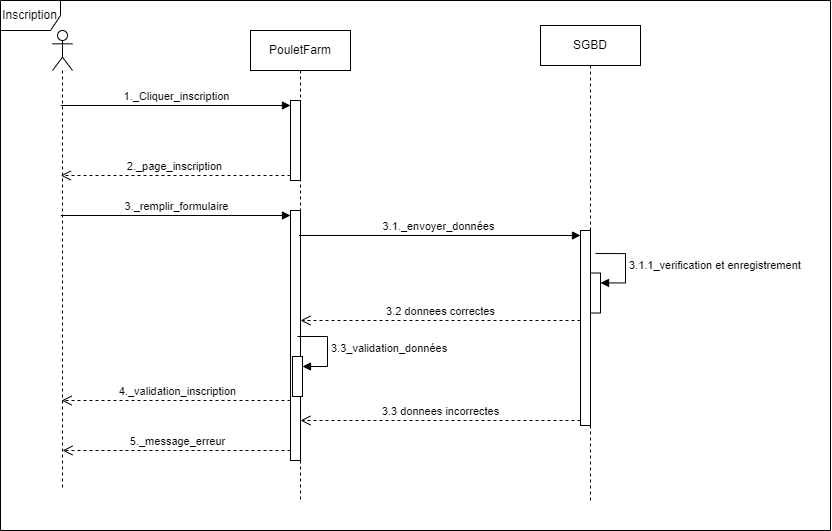 Inscription
PouletFarm
SGBD
1._Cliquer_inscription
2._page_inscription
3._remplir_formulaire
3.1._envoyer_données
3.1.1_verification et enregistrement
3.2 donnees correctes
3.3_validation_données
4._validation_inscription
3.3 donnees incorrectes
5._message_erreur